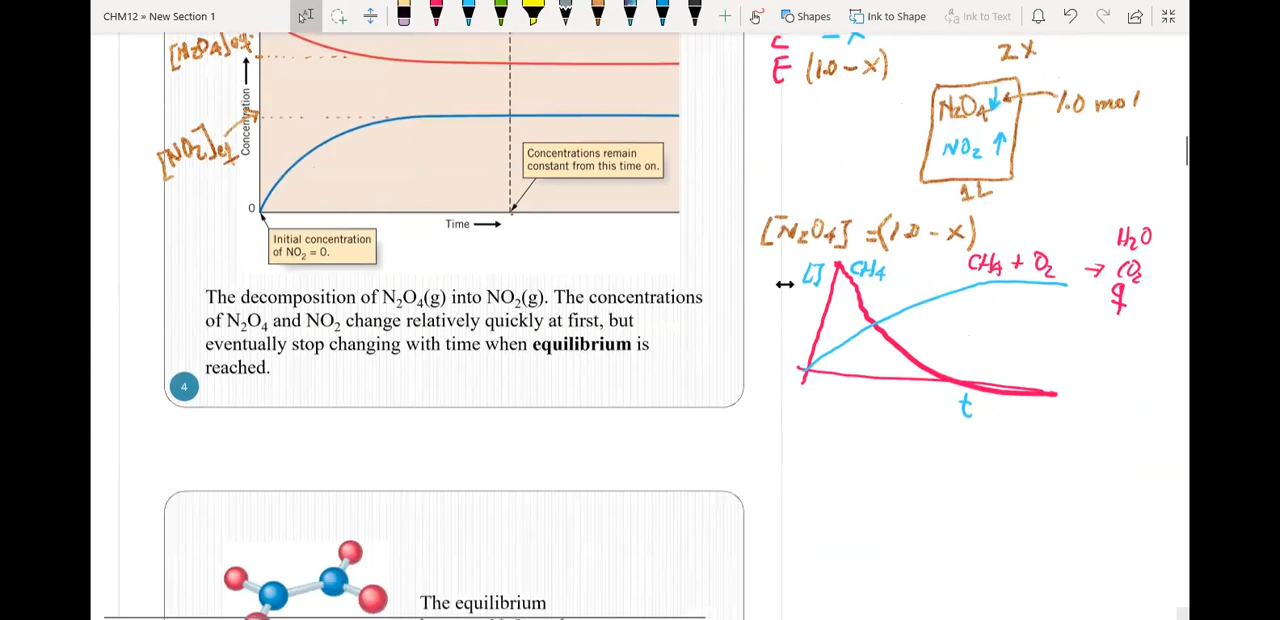 CHM12 » New Section 1
Shapes
Ink to Shape
Ink to Text
[N2O4]eq
[NO2]eq
Concentration
Concentrations remain
constant from this time on.
0
Time
Initial concentration
of NO₂ = 0.
The decomposition of N₂O₄(g) into NO₂(g). The concentrations
of N₂O₄ and NO₂ change relatively quickly at first, but
eventually stop changing with time when equilibrium is
reached.
4
The equilibrium
E (1.0 - x)
2x
N2O4 ↓ ← 1.0 mol
NO2 ↑
1L
[N2O4] = (1.0 - x)
[] CH4
CH4 + O2 → CO2
H2O
t